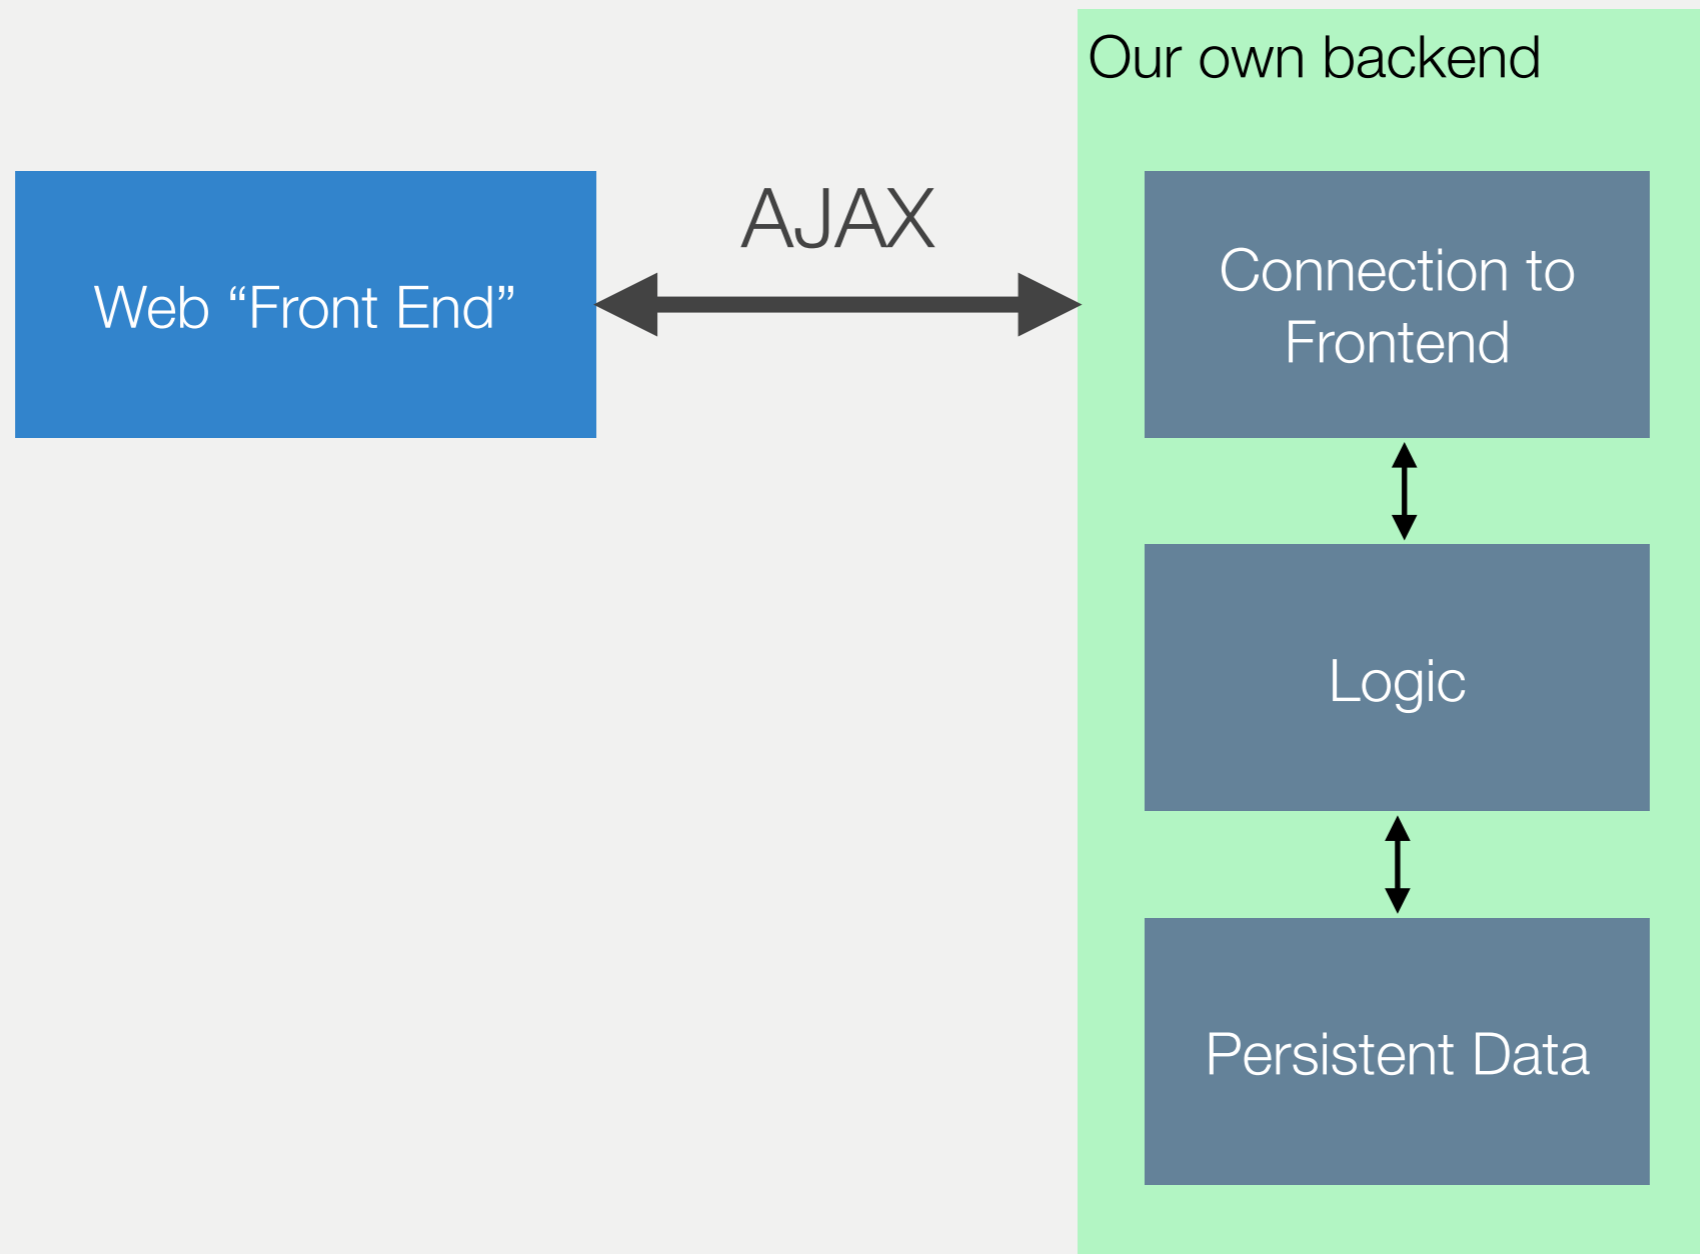 Our own backend
Web “Front End”
AJAX
Connection to
Frontend
Logic
Persistent Data